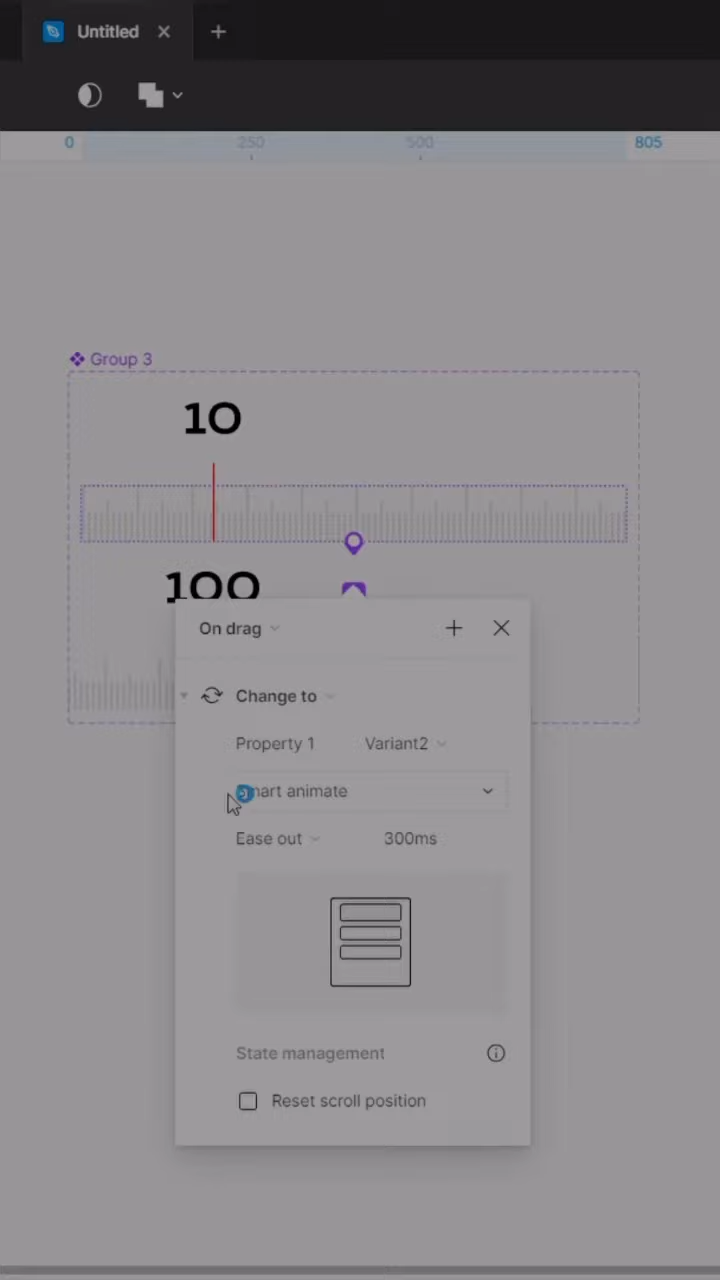 Untitled
0 250 500 805
Group 3
10
100
On drag
Change to
Property 1 Variant2
mart animate
Ease out 300ms
State management
Reset scroll position